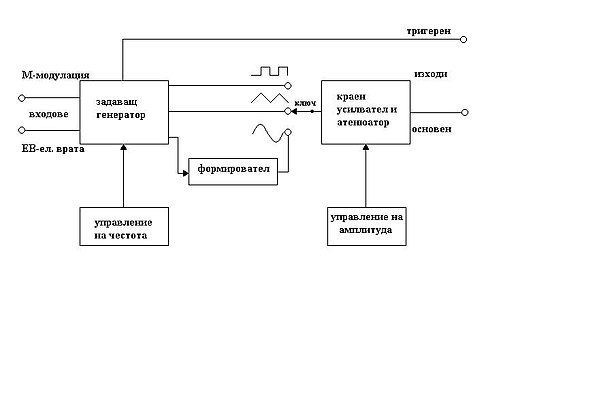 тригерен
М-модулация
изходи
задаващ
генератор
ключ
краен
усилвател и
атенюатор
входове
основен
ЕВ-ел. врата
формировател
управление
на честота
управление на
амплитуда